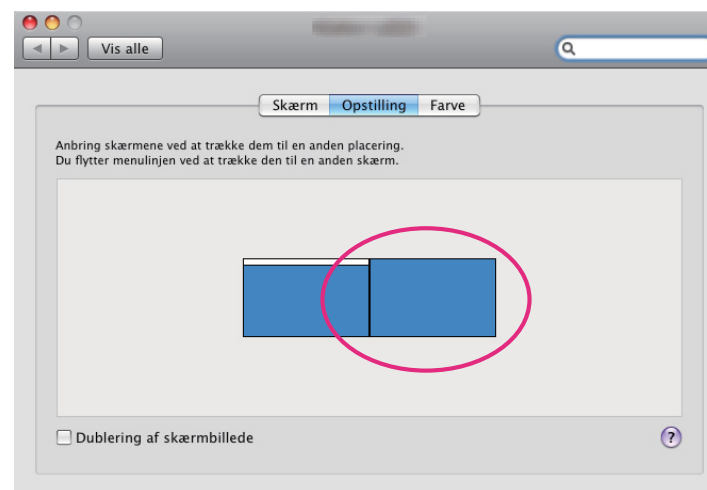 Vis alle
Skærm Opstilling Farve
Anbring skærmene ved at trække dem til en anden placering.
Du flytter menulinjen ved at trække den til en anden skærm.
Dublering af skærmbillede
?